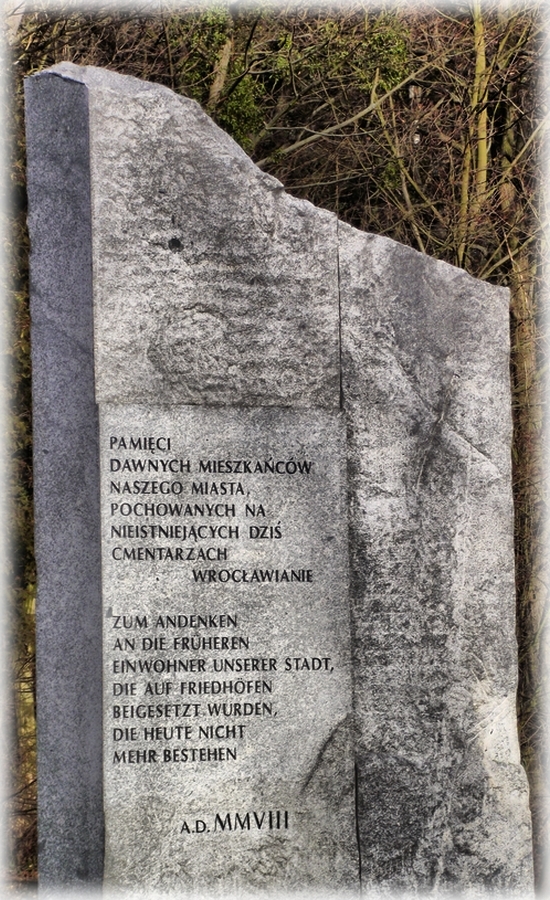 PAMIĘCI
DAWNYCH MIESZKAŃCÓW
NASZEGO MIASTA,
POCHOWANYCH NA
NIEISTNIEJĄCYCH DZIŚ
CMENTARZACH
WROCŁAWIANIE
ZUM ANDENKEN
AN DIE FRÜHEREN
EINWOHNER UNSERER STADT,
DIE AUF FRIEDHÖFEN
BEIGESETZT WURDEN,
DIE HEUTE NICHT
MEHR BESTEHEN
A.D. MMVIII